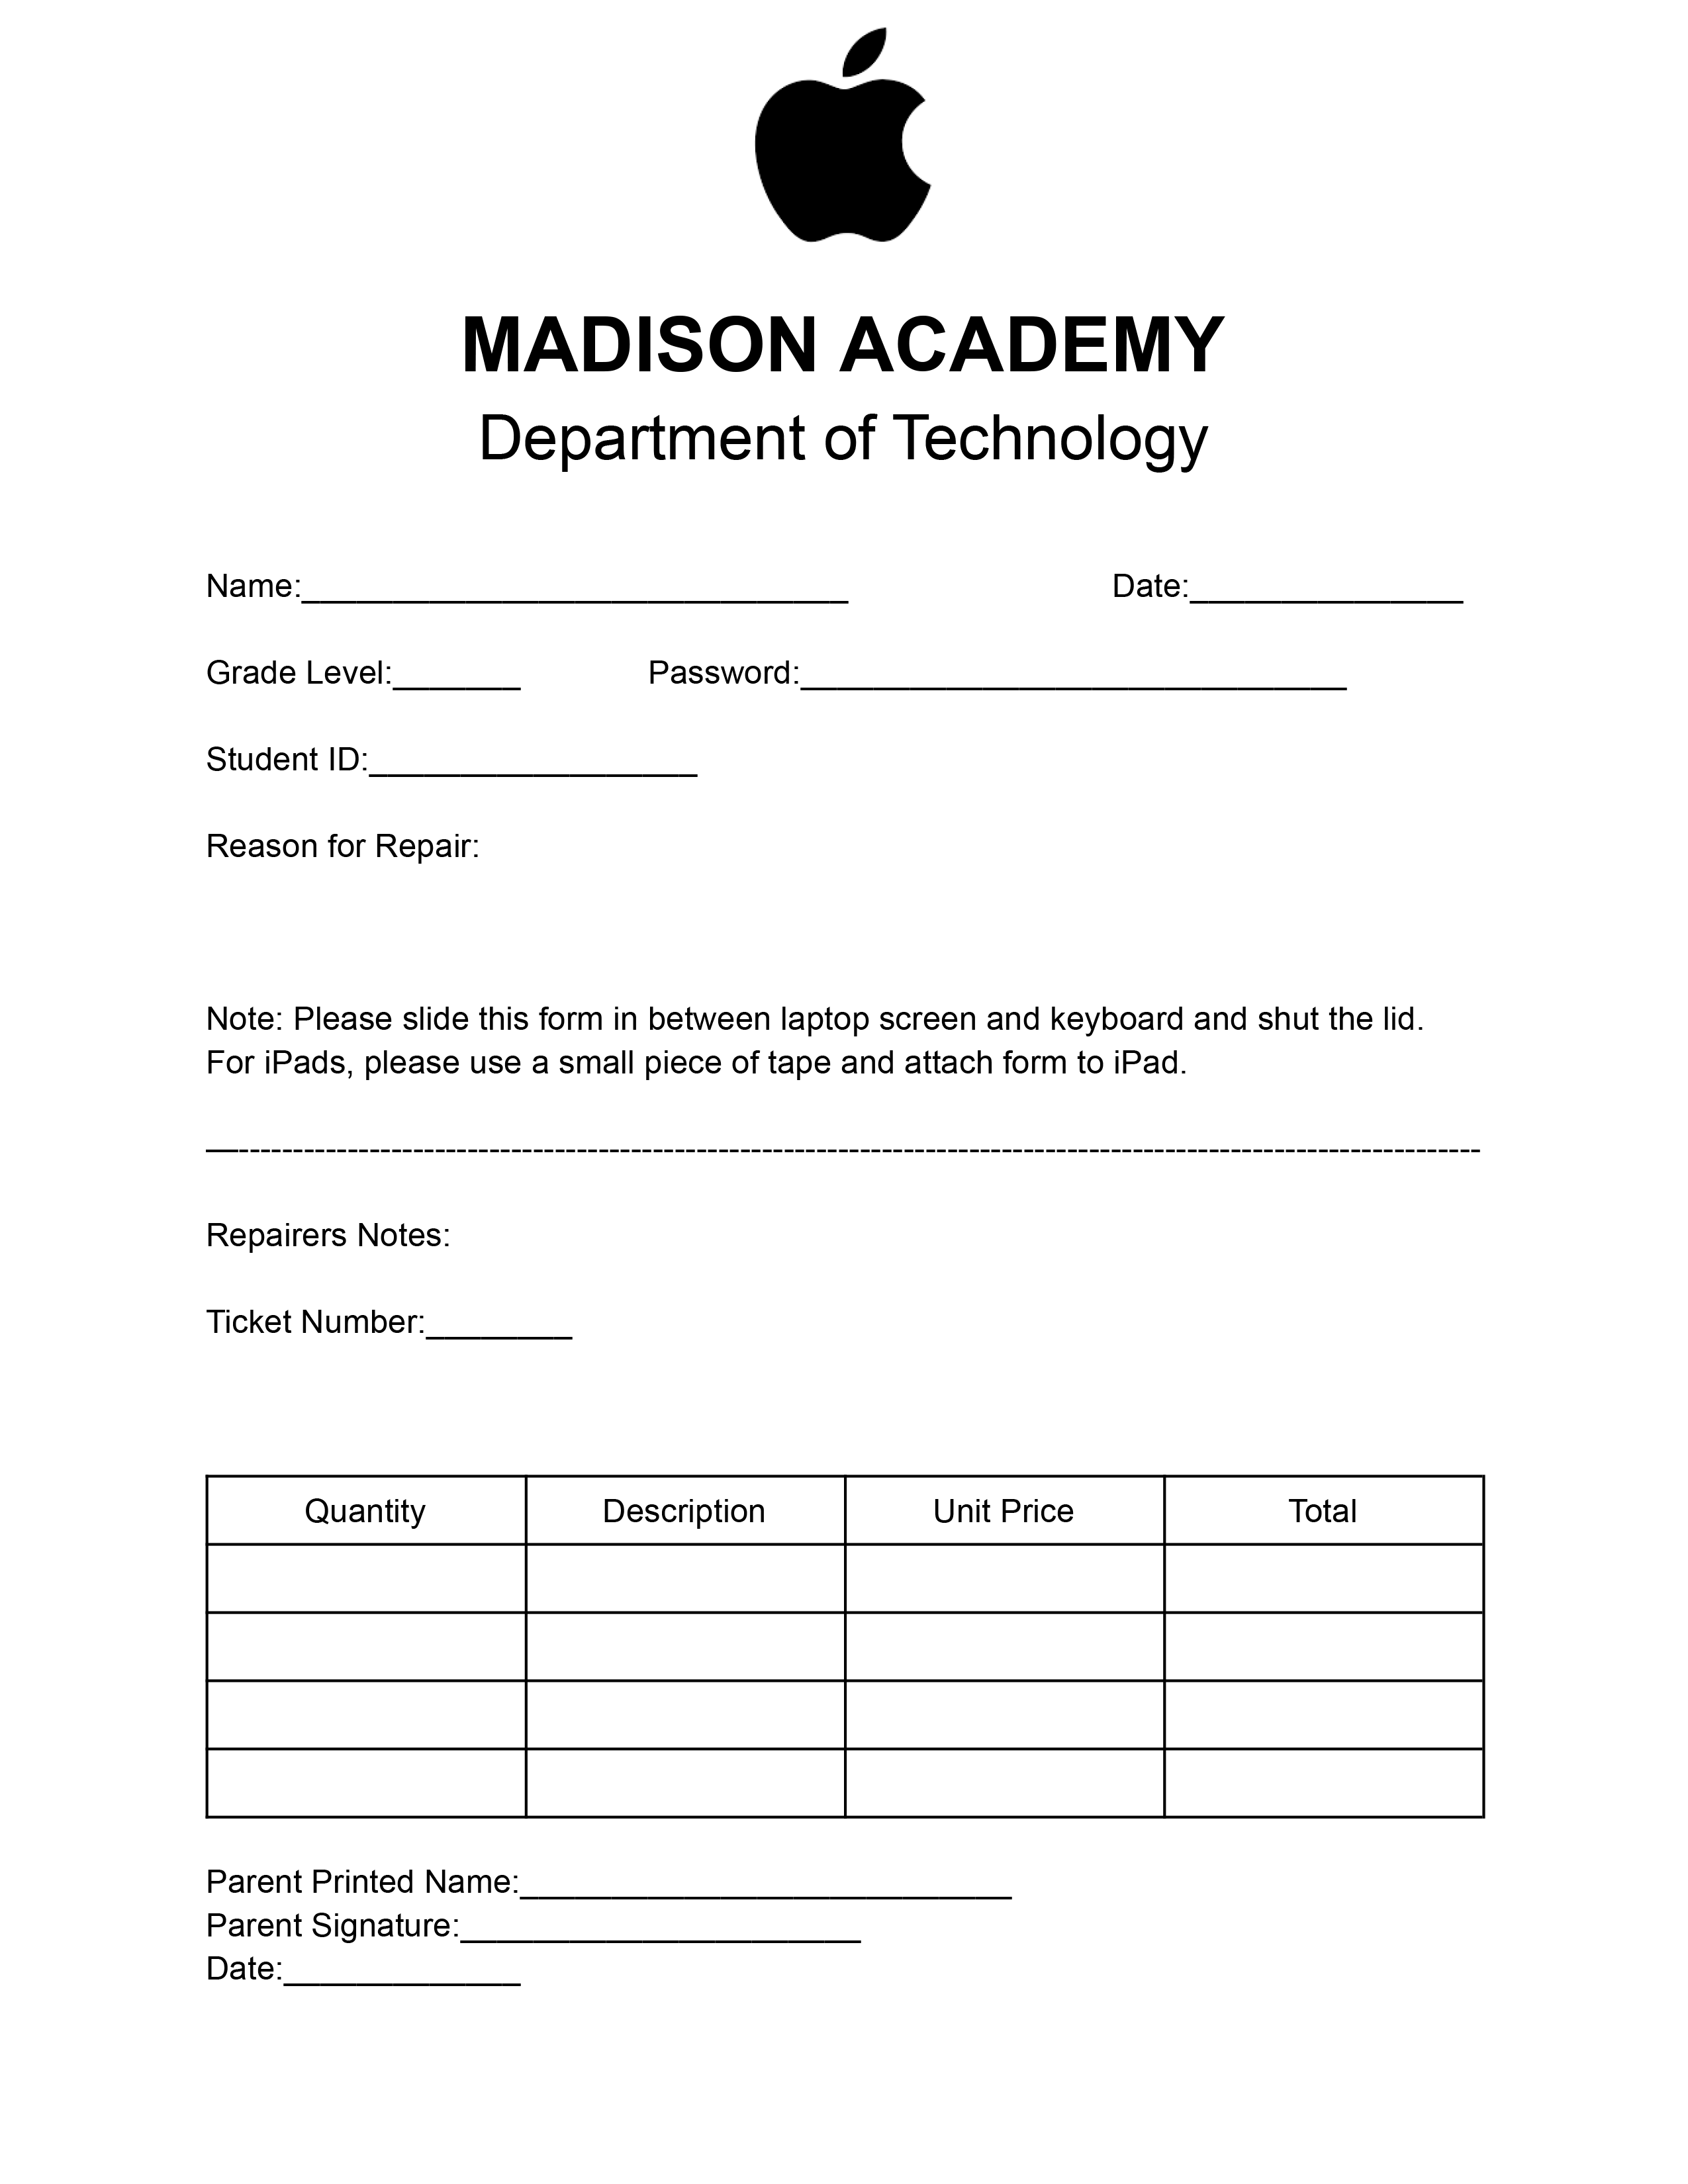 MADISON ACADEMY
Department of Technology
Name:______________________________ Date:_______________
Grade Level:_______ Password:______________________________
Student ID:__________________
Reason for Repair:
Note: Please slide this form in between laptop screen and keyboard and shut the lid.
For iPads, please use a small piece of tape and attach form to iPad.
—------------------------------------------------------------------------------------------------------------------
Repairers Notes:
Ticket Number:________
Quantity Description Unit Price Total
Parent Printed Name:___________________________
Parent Signature:______________________
Date:_____________